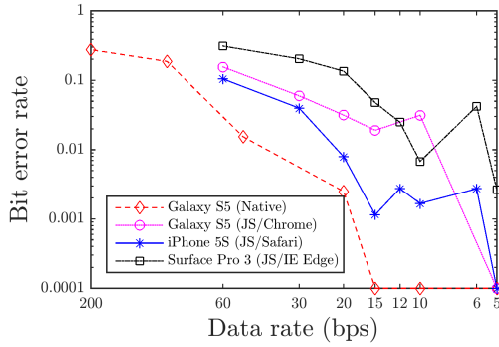 1
0.1
0.01
0.001
0.0001
Bit error rate
Galaxy S5 (Native)
Galaxy S5 (JS/Chrome)
iPhone 5S (JS/Safari)
Surface Pro 3 (JS/IE Edge)
200 60 30 20 15 12 10 6 5
Data rate (bps)